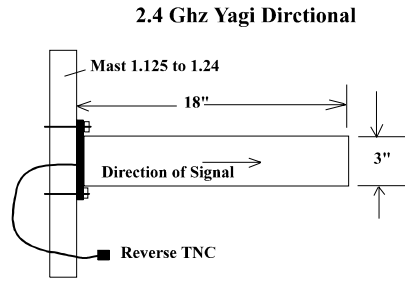 2.4 Ghz Yagi Dirctional
Mast 1.125 to 1.24
18"
3"
Direction of Signal
Reverse TNC